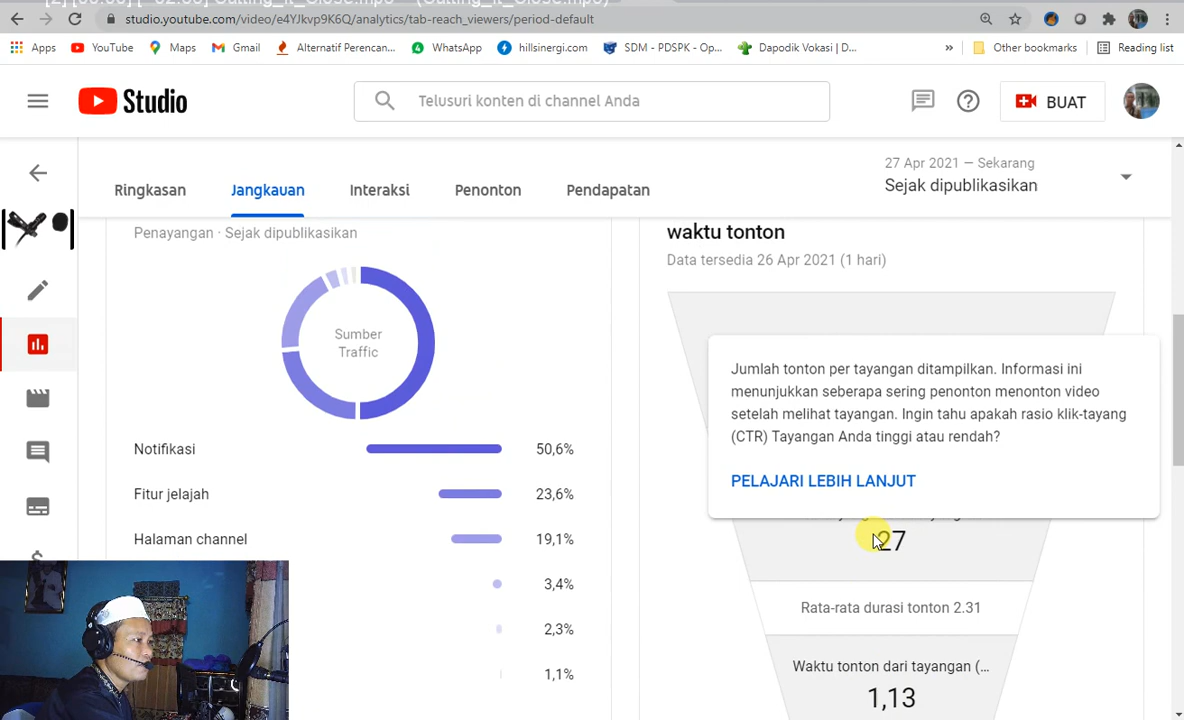 studio.youtube.com/video/e4YJkvp9K6Q/analytics/tab-reach_viewers/period-default
Apps YouTube Maps Gmail Alternatif Perencan... WhatsApp hillsinergi.com SDM - PDSPK - Op... Dapodik Vokasi | D... » Other bookmarks Reading list
Studio
Telusuri konten di channel Anda
BUAT
Ringkasan Jangkauan Interaksi Penonton Pendapatan
27 Apr 2021 — Sekarang
Sejak dipublikasikan
Penayangan · Sejak dipublikasikan
Sumber
Traffic
Notifikasi 50,6%
Fitur jelajah 23,6%
Halaman channel 19,1%
3,4%
2,3%
1,1%
waktu tonton
Data tersedia 26 Apr 2021 (1 hari)
Jumlah tonton per tayangan ditampilkan. Informasi ini
menunjukkan seberapa sering penonton menonton video
setelah melihat tayangan. Ingin tahu apakah rasio klik-tayang
(CTR) Tayangan Anda tinggi atau rendah?
PELAJARI LEBIH LANJUT
27
Rata-rata durasi tonton 2.31
Waktu tonton dari tayangan (...
1,13